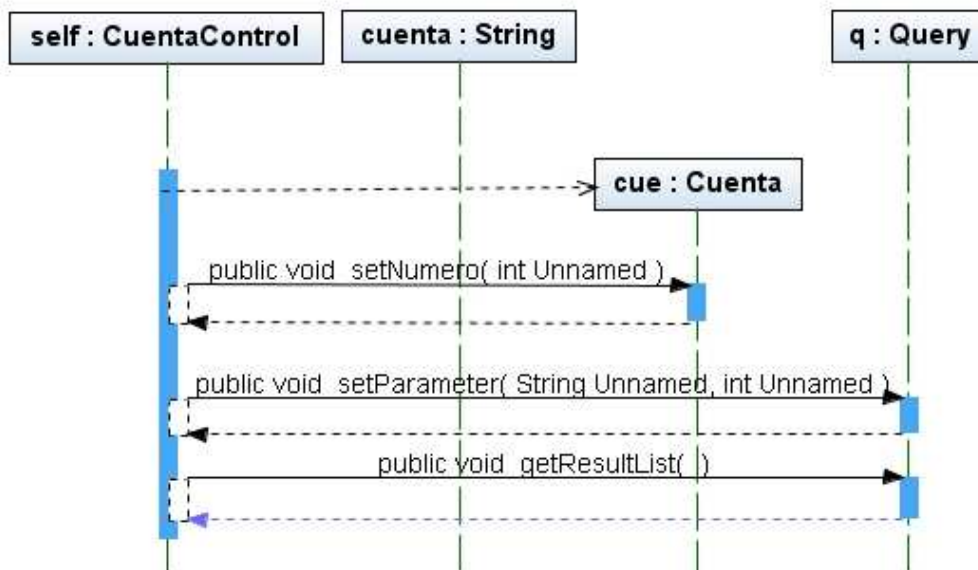 self : CuentaControl
cuenta : String
q : Query
cue : Cuenta
public void setNumero( int Unnamed )
public void setParameter( String Unnamed, int Unnamed )
public void getResultList( )